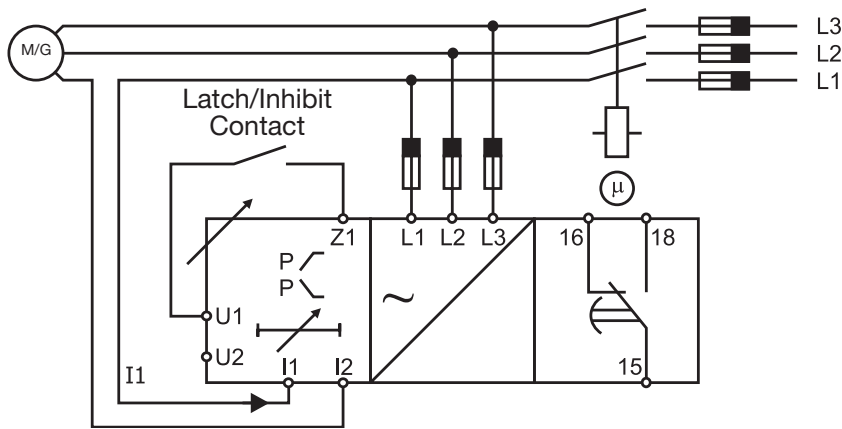 M/G
L3
L2
L1
Latch/Inhibit
Contact
μ
Z1
L1
L2
L3
16
18
P
P
~
U1
U2
I1
I1
I2
15